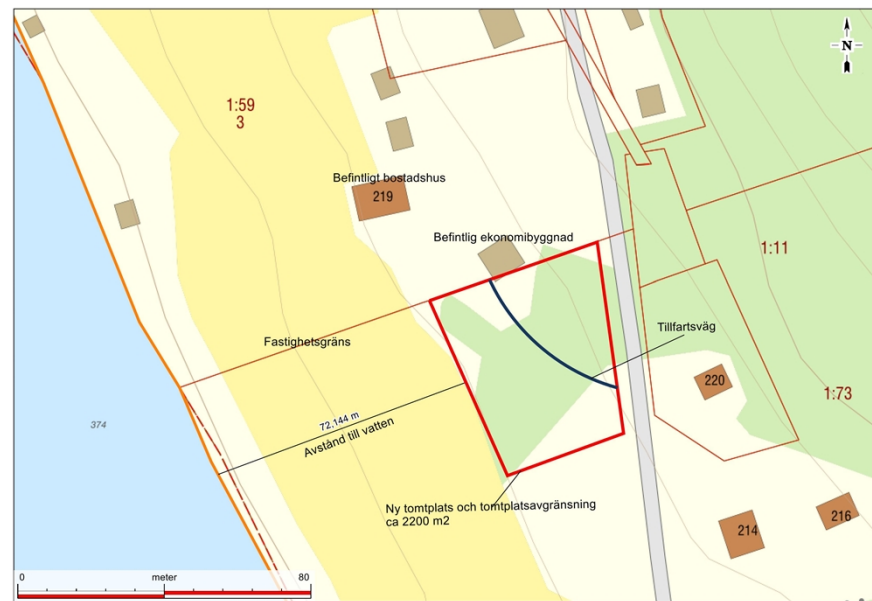 N
1:59
3
Befintligt bostadshus
219
Befintlig ekonomibyggnad
1:11
Fastighetsgräns
Tillfartsväg
220
1:73
72,144 m
Avstånd till vatten
374
Ny tomtplats och tomtplatsavgränsning
ca 2200 m2
214
216
0 meter 80